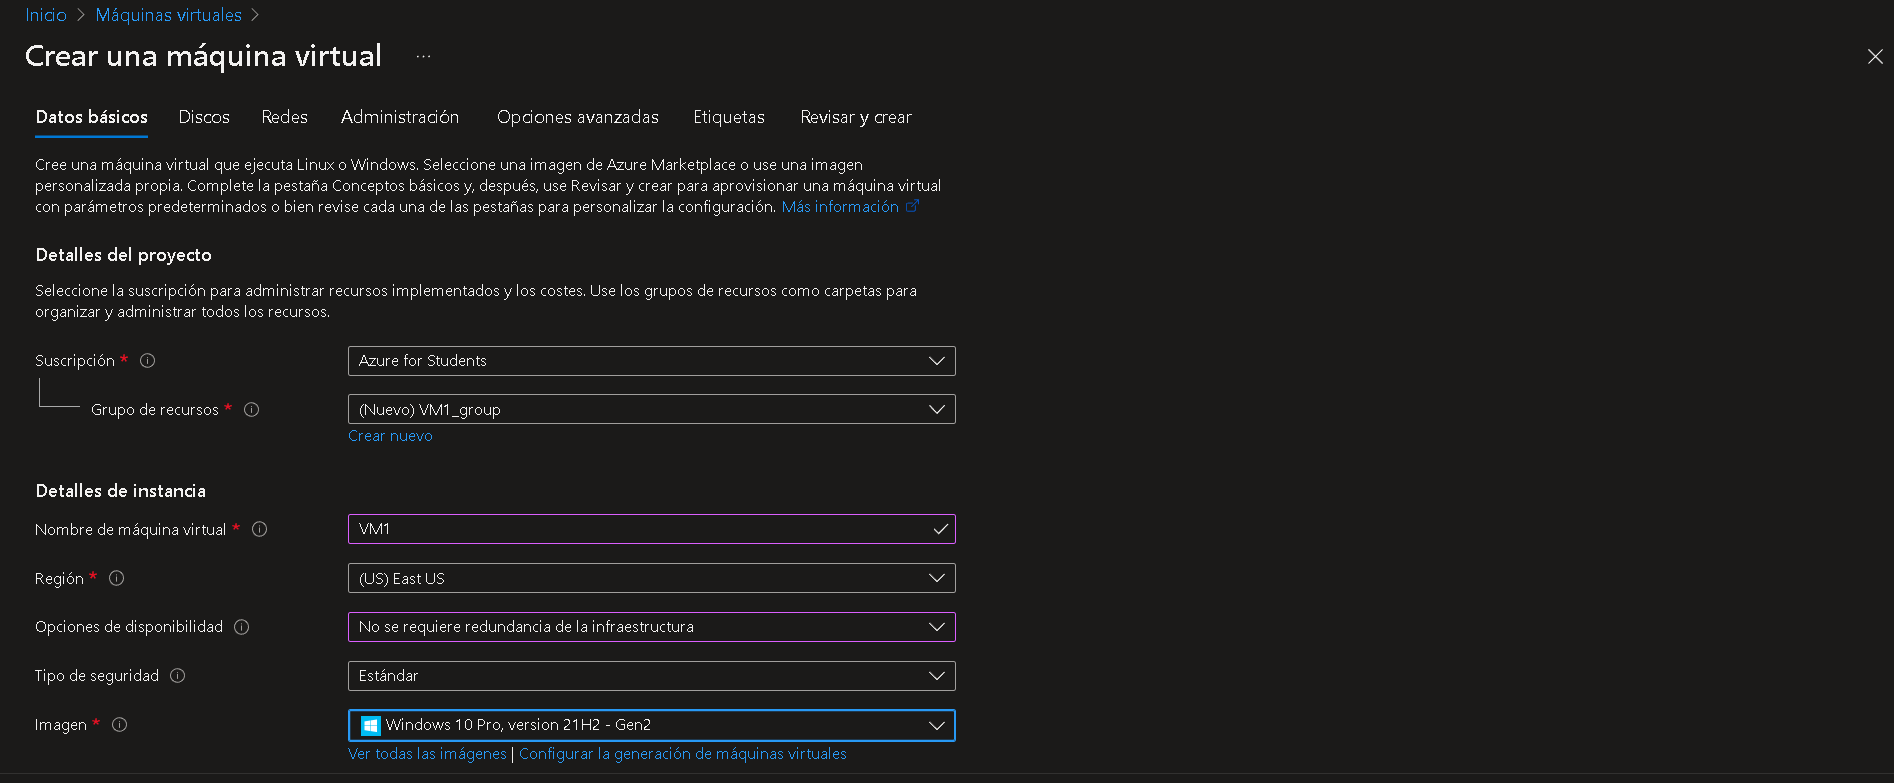 Inicio > Máquinas virtuales >
Crear una máquina virtual ...
Datos básicos Discos Redes Administración Opciones avanzadas Etiquetas Revisar y crear
Cree una máquina virtual que ejecuta Linux o Windows. Seleccione una imagen de Azure Marketplace o use una imagen
personalizada propia. Complete la pestaña Conceptos básicos y, después, use Revisar y crear para aprovisionar una máquina virtual
con parámetros predeterminados o bien revise cada una de las pestañas para personalizar la configuración. Más información
Detalles del proyecto
Seleccione la suscripción para administrar recursos implementados y los costes. Use los grupos de recursos como carpetas para
organizar y administrar todos los recursos.
Suscripción * Azure for Students
Grupo de recursos * (Nuevo) VM1_group
Crear nuevo
Detalles de instancia
Nombre de máquina virtual * VM1
Región * (US) East US
Opciones de disponibilidad No se requiere redundancia de la infraestructura
Tipo de seguridad Estándar
Imagen * Windows 10 Pro, version 21H2 - Gen2
Ver todas las imágenes | Configurar la generación de máquinas virtuales